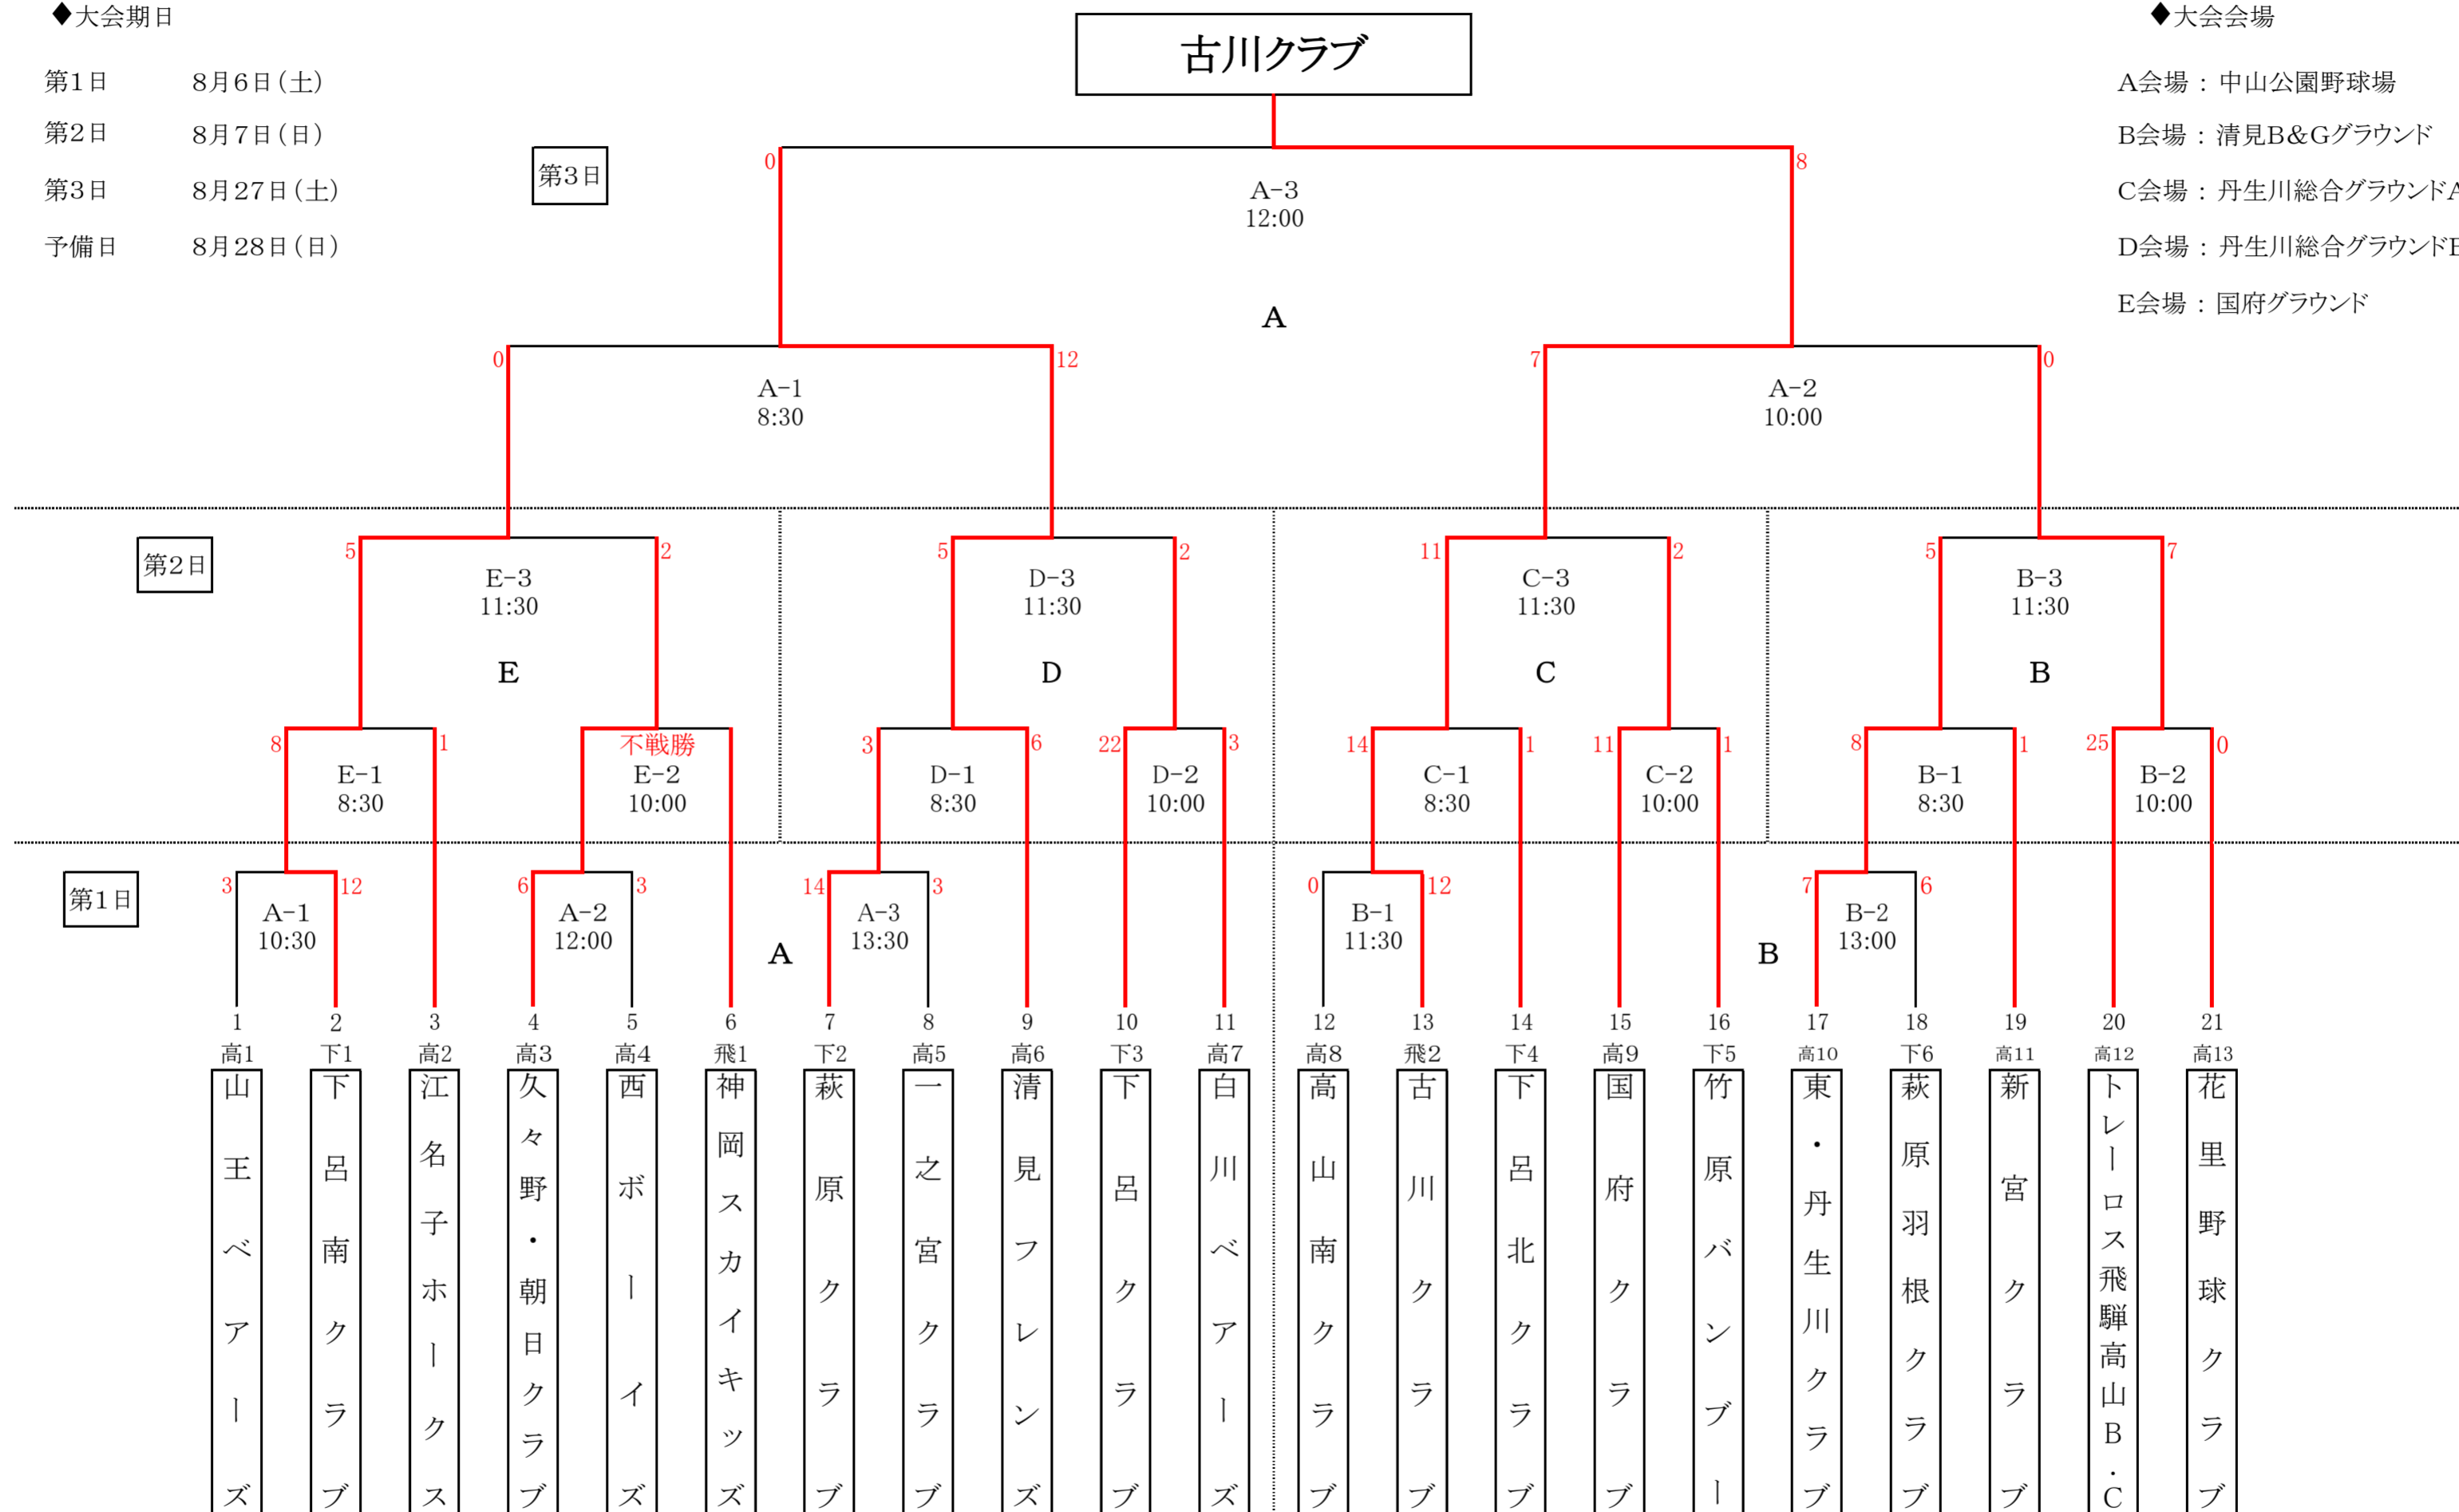 ◆大会期日
第1日 8月6日(土)
第2日 8月7日(日)
第3日 8月27日(土)
予備日 8月28日(日)
古川クラブ
◆大会会場
A会場 : 中山公園野球場
B会場 : 清見B&Gグラウンド
C会場 : 丹生川総合グラウンドA
D会場 : 丹生川総合グラウンドB
E会場 : 国府グラウンド
第3日
0 8
A-3
12:00
A
0 12 7 0
A-1 A-2
8:30 10:00
第2日
5 2 5 2 11 2 5 7
E-3 D-3 C-3 B-3
11:30 11:30 11:30 11:30
E D C B
8 1 不戦勝 3 6 22 3 14 1 11 1 8 1 25 0
E-1 E-2 D-1 D-2 C-1 C-2 B-1 B-2
8:30 10:00 8:30 10:00 8:30 10:00 8:30 10:00
第1日
3 12 6 3 14 3 0 12 7 6
A-1 A-2 A-3 B-1 B-2
10:30 12:00 13:30 11:30 13:00
A B
1 2 3 4 5 6 7 8 9 10 11 12 13 14 15 16 17 18 19 20 21
高1 下1 高2 高3 高4 飛1 下2 高5 高6 下3 高7 高8 飛2 下4 高9 下5 高10 下6 高11 高12 高13
山王ベアーズ
下呂南クラブ
江名子ホークス
久々野・朝日クラブ
西ボーイズ
神岡スカイキッズ
萩原クラブ
一之宮クラブ
清見フレンズ
下呂クラブ
白川ベアーズ
高山南クラブ
古川クラブ
下呂北クラブ
国府クラブ
竹原バンブー
東・丹生川クラブ
萩原羽根クラブ
新宮クラブ
トレーロス飛騨高山B.C
花里野球クラブ